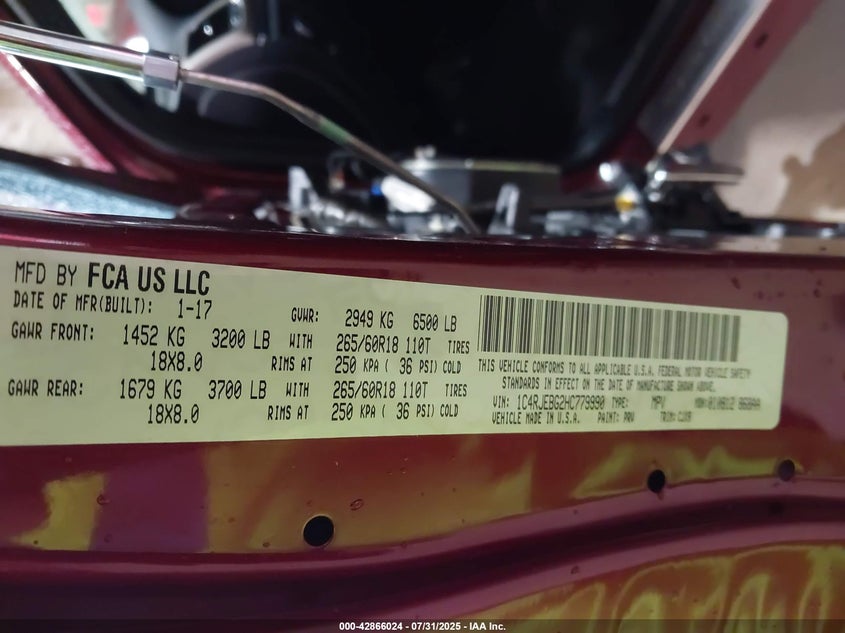 MFD BY FCA US LLC
DATE OF MFR(BUILT): 1-17 GVWR: 2949 KG 6500 LB
GAWR FRONT: 1452 KG 3200 LB WITH 265/60R18 110T TIRES
18X8.0 RIMS AT 250 KPA ( 36 PSI) COLD
GAWR REAR: 1679 KG 3700 LB WITH 265/60R18 110T TIRES
18X8.0 RIMS AT 250 KPA ( 36 PSI) COLD
THIS VEHICLE CONFORMS TO ALL APPLICABLE U.S.A. FEDERAL MOTOR VEHICLE SAFETY
STANDARDS IN EFFECT ON THE DATE OF MANUFACTURE SHOWN ABOVE.
VIN: 1C4RJEBG2HC779990 TYPE: MPV MDH:
VEHICLE MADE IN U.S.A. PAINT: PRV TRIM:
000-42866024 - 07/31/2025 - IAA Inc.